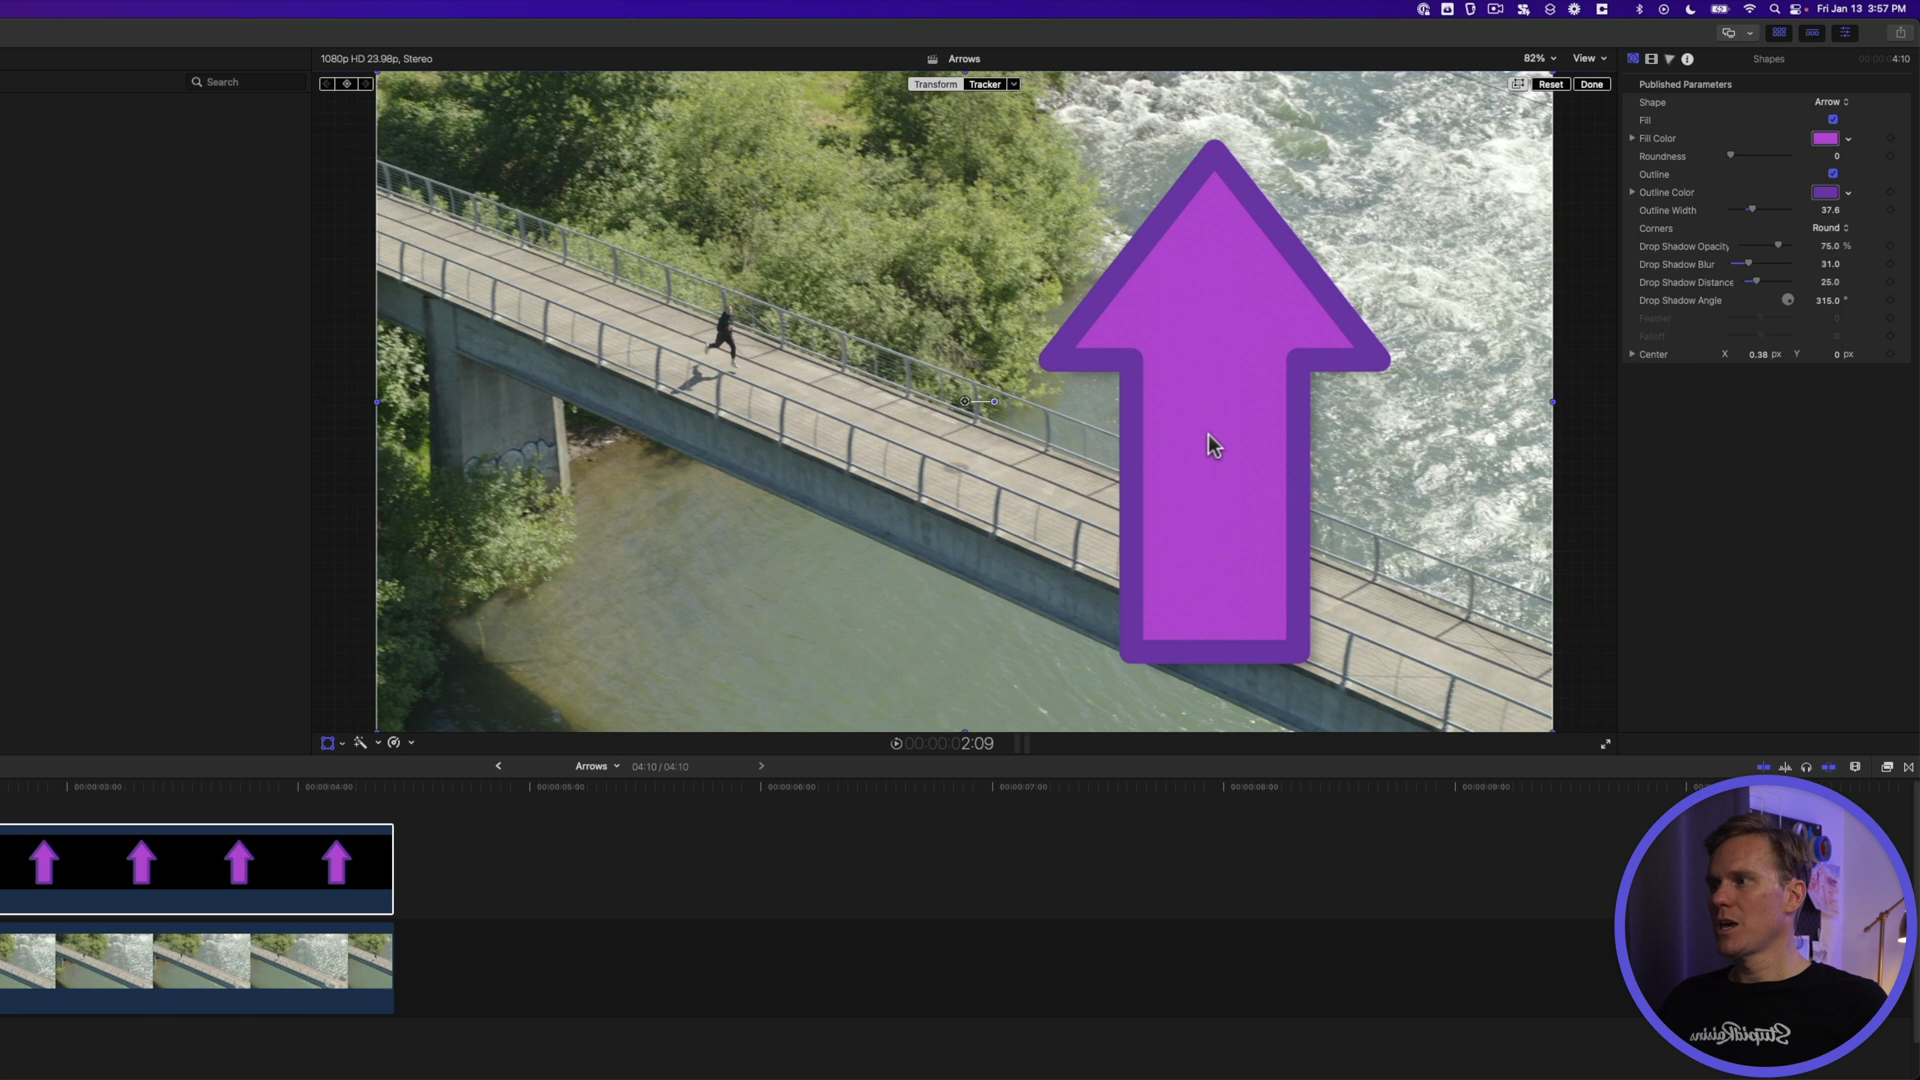 Fri Jan 13 3:57 PM
1080p HD 23.98p, Stereo
Arrows
82%
View
Shapes
00:00:04:10
Search
Transform
Tracker
Reset
Done
Published Parameters
Shape
Arrow
Fill
Fill Color
Roundness
0
Outline
Outline Color
Outline Width
37.6
Corners
Round
Drop Shadow Opacity
75.0 %
Drop Shadow Blur
31.0
Drop Shadow Distance
25.0
Drop Shadow Angle
315.0 °
Feather
0
Falloff
0
Center X 0.38 px Y 0 px
00:00:02:09
Arrows
04:10 / 04:10
00:00:03:00
00:00:04:00
00:00:05:00
00:00:06:00
00:00:07:00
00:00:08:00
00:00:09:00
StupidRaisins